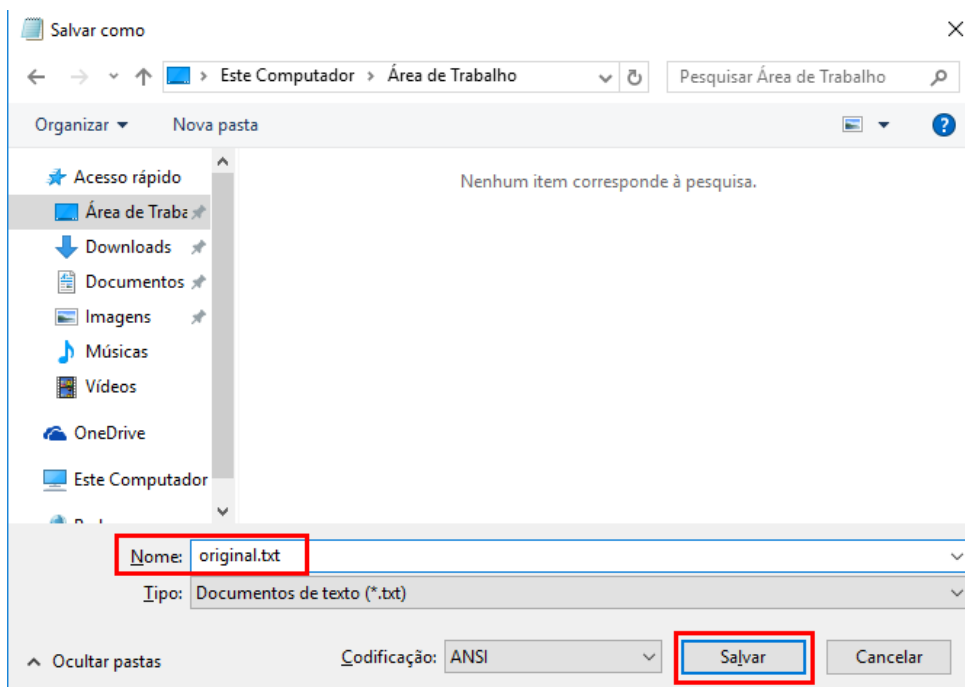 Salvar como
Este Computador > Área de Trabalho
Pesquisar Área de Trabalho
Organizar
Nova pasta
Acesso rápido
Nenhum item corresponde à pesquisa.
Área de Traba
Downloads
Documentos
Imagens
Músicas
Vídeos
OneDrive
Este Computador
Nome: original.txt
Tipo: Documentos de texto (*.txt)
Ocultar pastas
Codificação: ANSI
Salvar
Cancelar